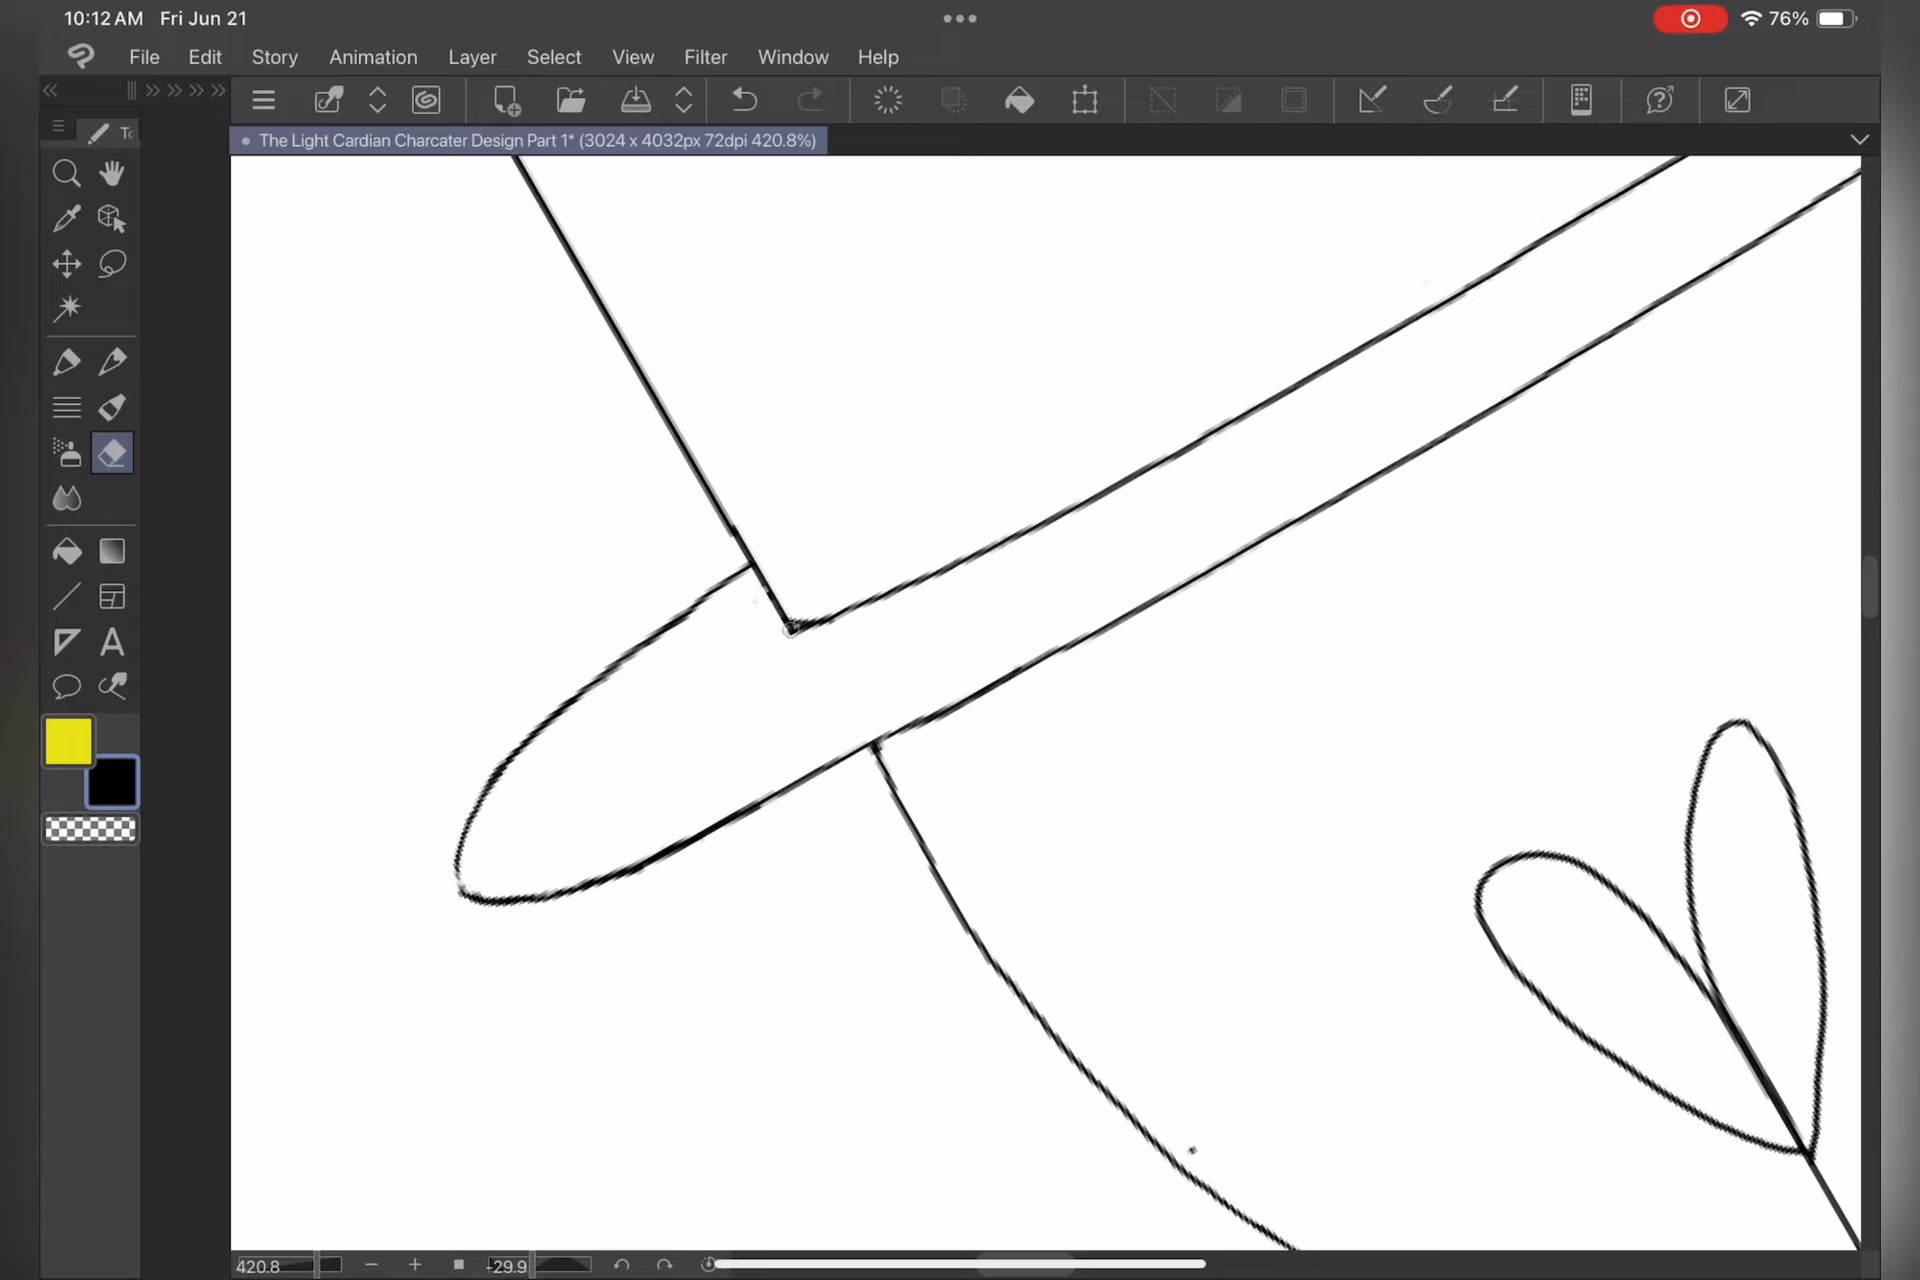 10:12 AM Fri Jun 21
76%
File Edit Story Animation Layer Select View Filter Window Help
The Light Cardian Charcater Design Part 1* (3024 x 4032px 72dpi 420.8%)
A
420.8
-29.9